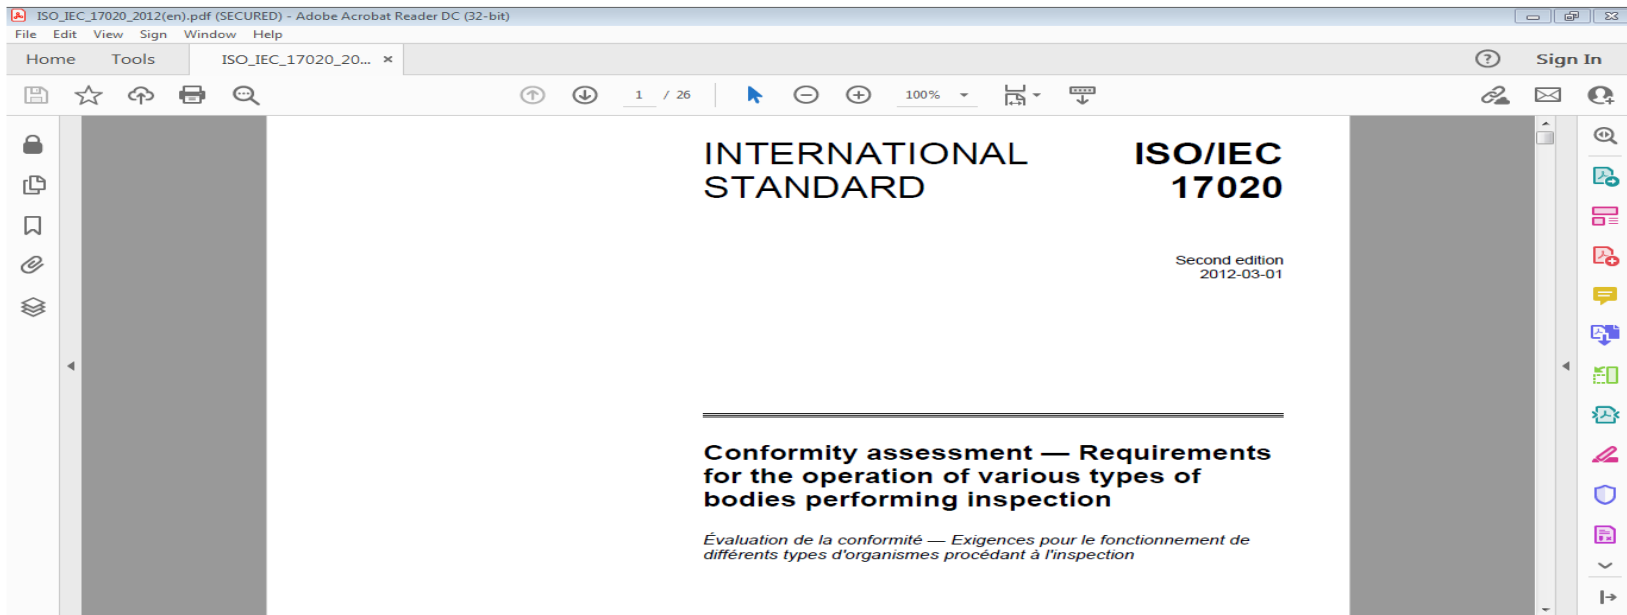 ISO_IEC_17020_2012(en).pdf (SECURED) - Adobe Acrobat Reader DC (32-bit)
File Edit View Sign Window Help
Home Tools ISO_IEC_17020_20... × Sign In
1 / 26 100%
INTERNATIONAL STANDARD
ISO/IEC 17020
Second edition
2012-03-01
Conformity assessment — Requirements
for the operation of various types of
bodies performing inspection
Évaluation de la conformité — Exigences pour le fonctionnement de
différents types d'organismes procédant à l'inspection